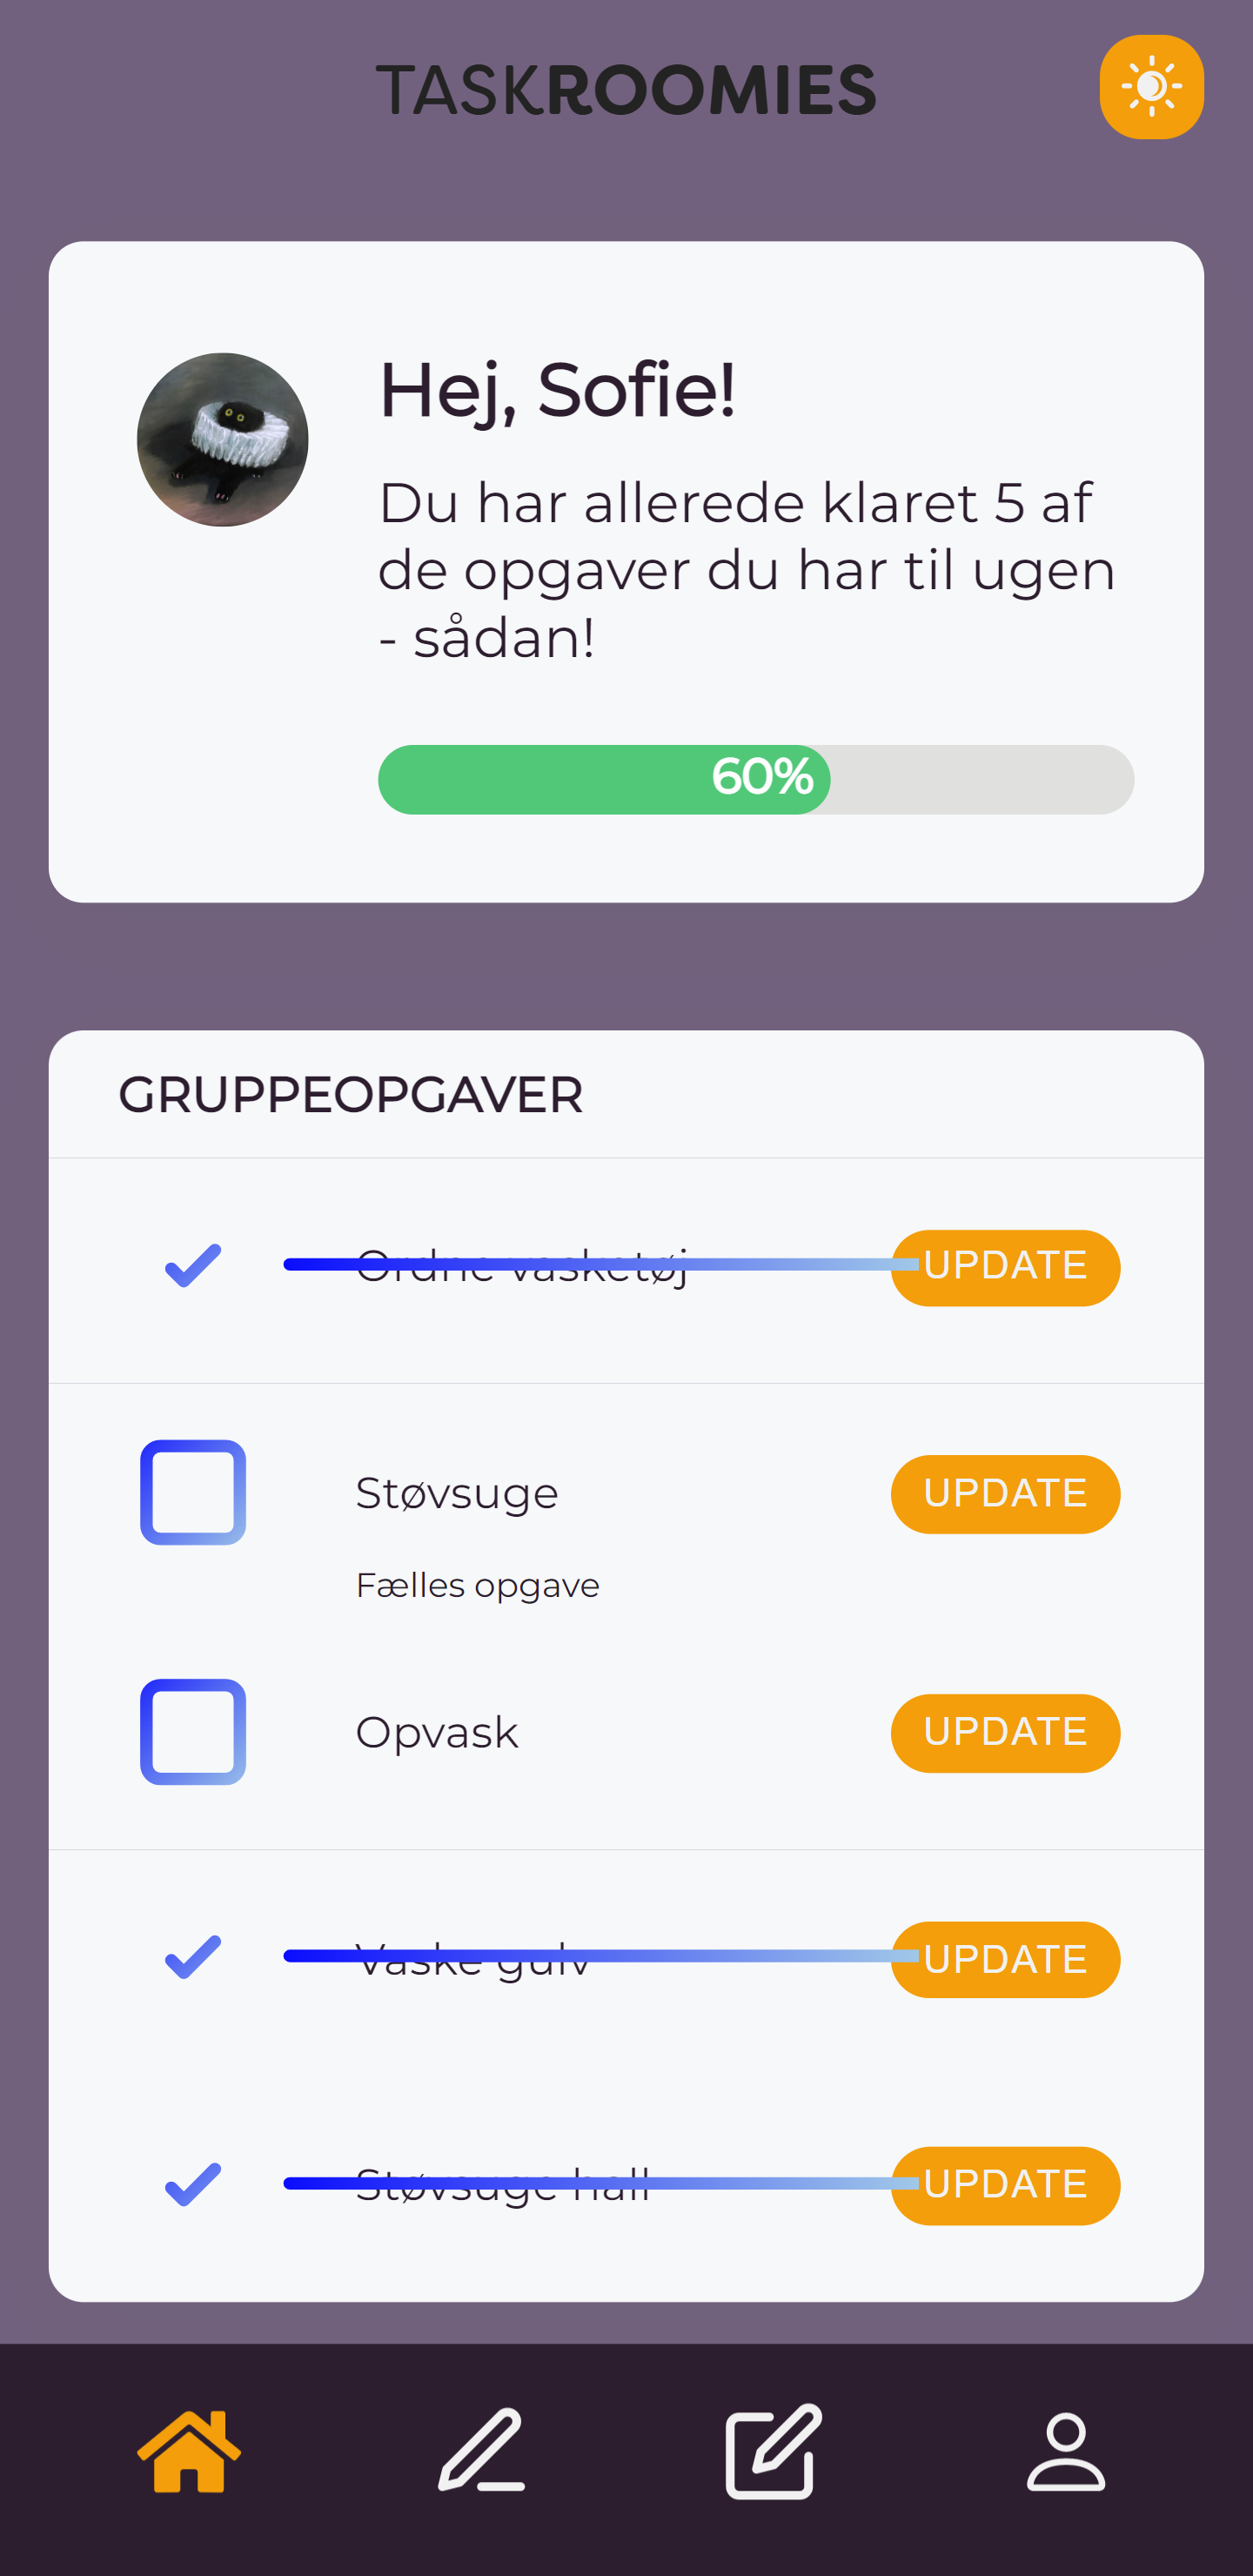 TASKROOMIES
Hej, Sofie!
Du har allerede klaret 5 af
de opgaver du har til ugen
- sådan!
60%
GRUPPEOPGAVER
Ordne vasketøj
UPDATE
Støvsuge
UPDATE
Fælles opgave
Opvask
UPDATE
Vaske gulv
UPDATE
Støvsuge hall
UPDATE